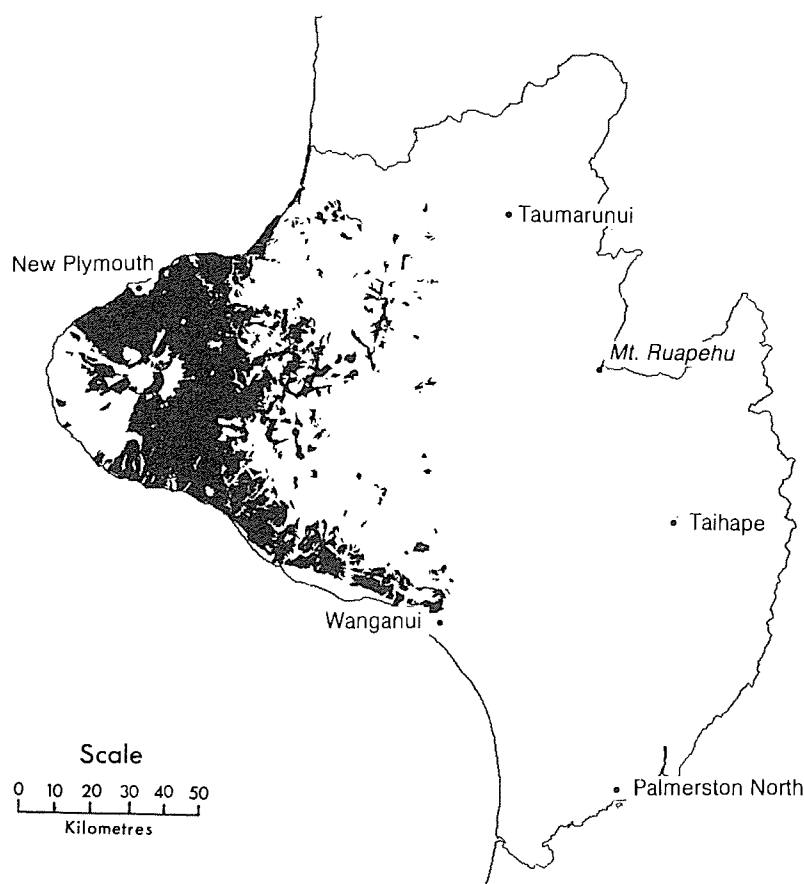 Taumarunui
New Plymouth
Mt. Ruapehu
Taihape
Wanganui
Scale
0 10 20 30 40 50
Kilometres
Palmerston North